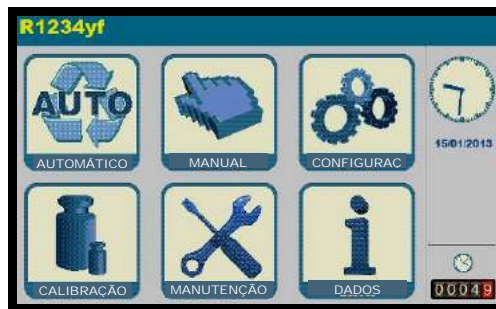 R1234yf
AUTO
AUTOMÁTICO
MANUAL
CONFIGURAC
15/01/2013
CALIBRAÇÃO
MANUTENÇÃO
DADOS
00049